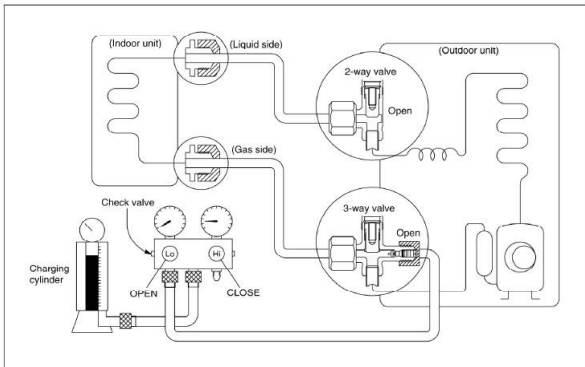 (Indoor unit)
(Liquid side)
(Outdoor unit)
2-way valve
Open
(Gas side)
3-way valve
Open
Check valve
Lo
Hi
Charging
cylinder
OPEN
CLOSE